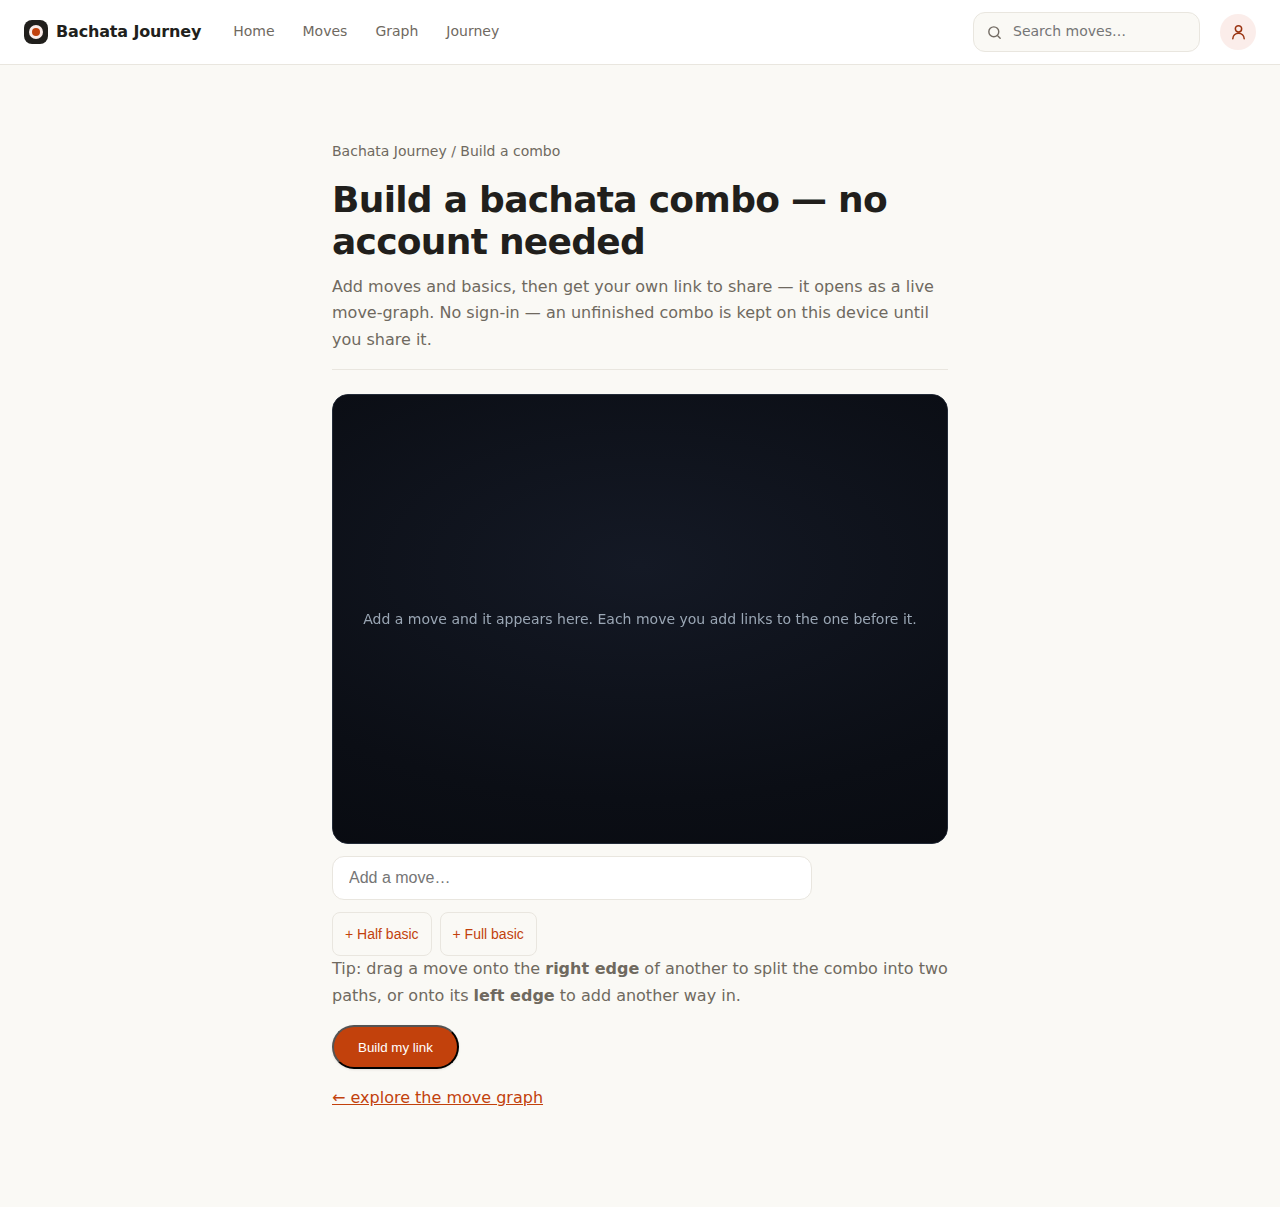 Bachata Journey
Home
Moves
Graph
Journey
Search moves...
Bachata Journey / Build a combo
Build a bachata combo — no
account needed
Add moves and basics, then get your own link to share — it opens as a live
move-graph. No sign-in — an unfinished combo is kept on this device until
you share it.
Add a move and it appears here. Each move you add links to the one before it.
Add a move…
+ Half basic
+ Full basic
Tip: drag a move onto the right edge of another to split the combo into two
paths, or onto its left edge to add another way in.
Build my link
← explore the move graph